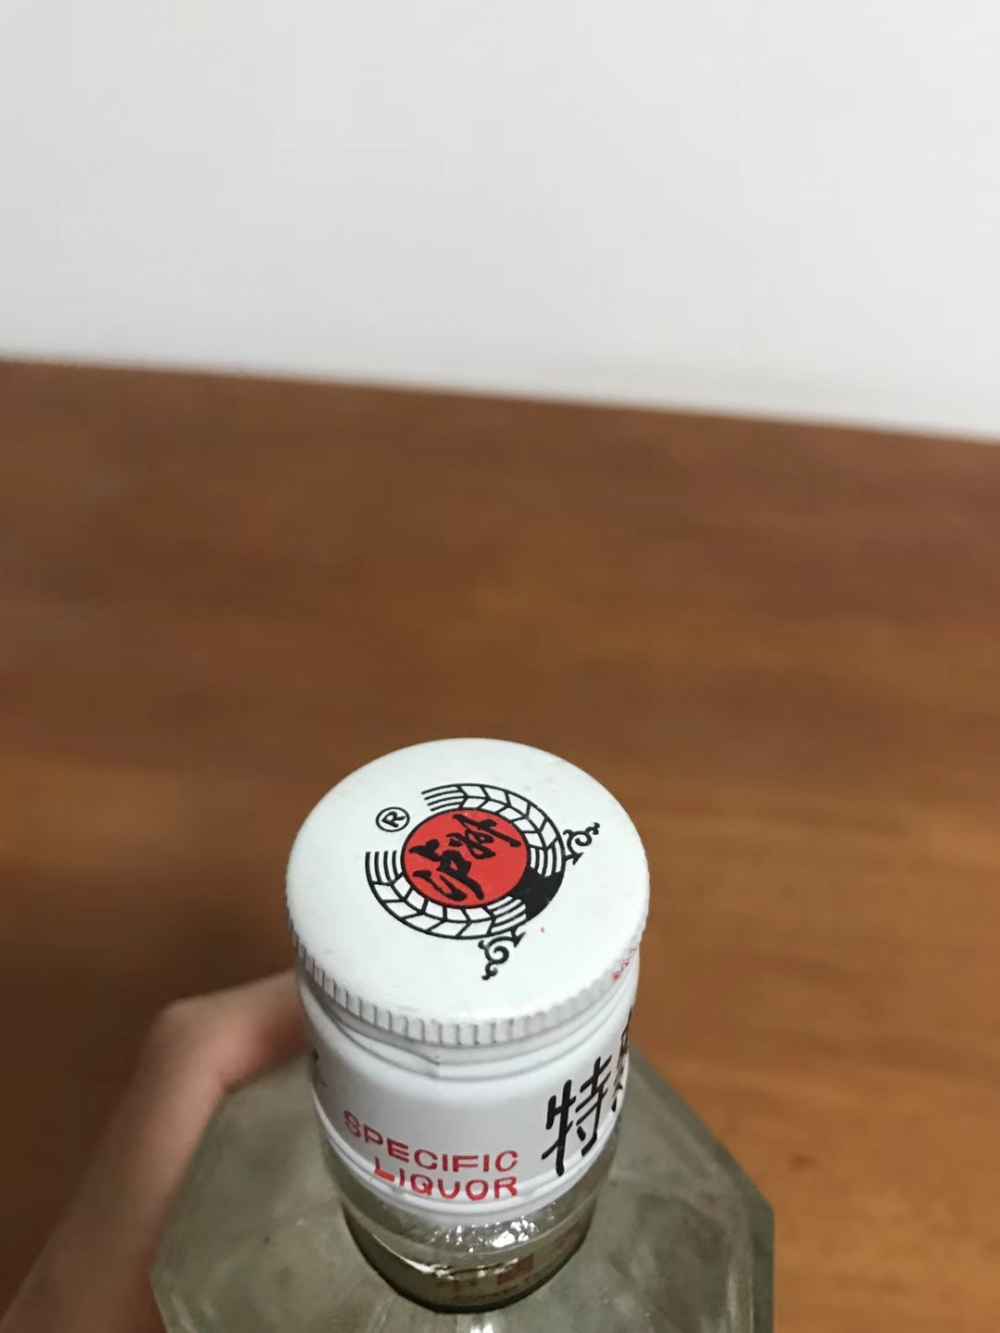 ®
泸州
SPECIFIC
LIQUOR
特